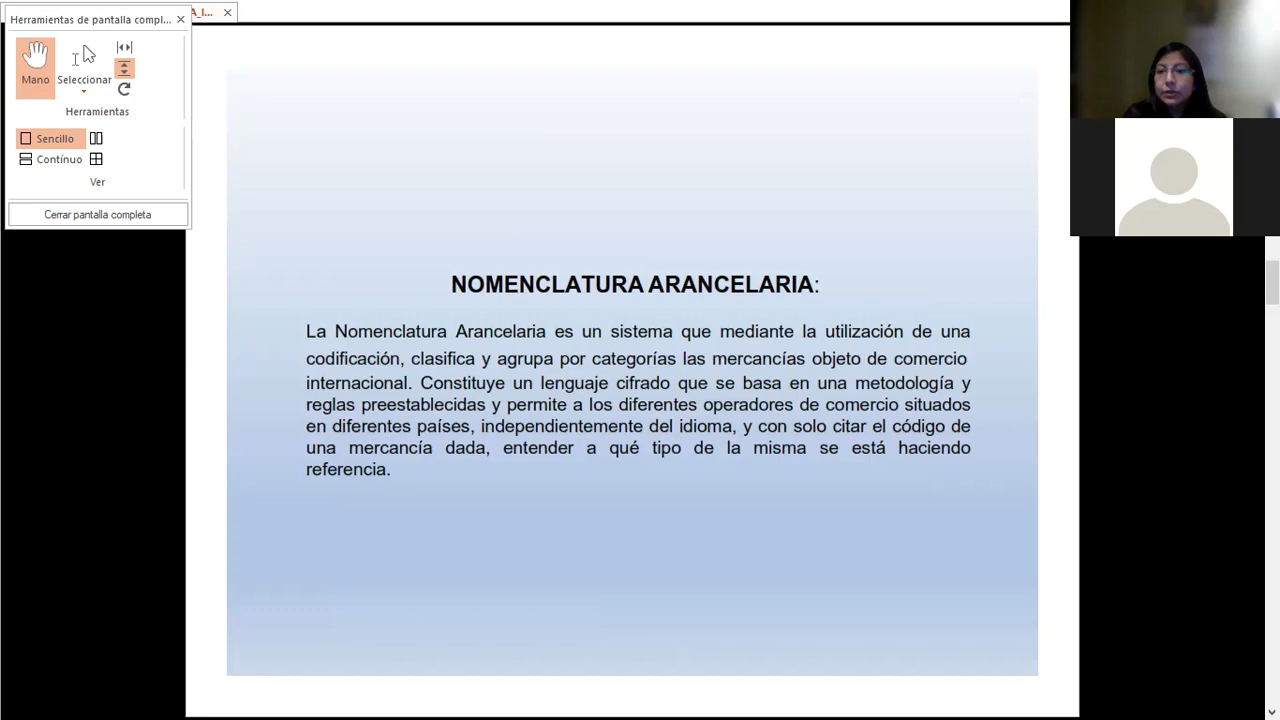 Herramientas de pantalla compl...
A_I...
Mano
Seleccionar
Herramientas
Sencillo
Contínuo
Ver
Cerrar pantalla completa
NOMENCLATURA ARANCELARIA:
La Nomenclatura Arancelaria es un sistema que mediante la utilización de una
codificación, clasifica y agrupa por categorías las mercancías objeto de comercio
internacional. Constituye un lenguaje cifrado que se basa en una metodología y
reglas preestablecidas y permite a los diferentes operadores de comercio situados
en diferentes países, independientemente del idioma, y con solo citar el código de
una mercancía dada, entender a qué tipo de la misma se está haciendo
referencia.